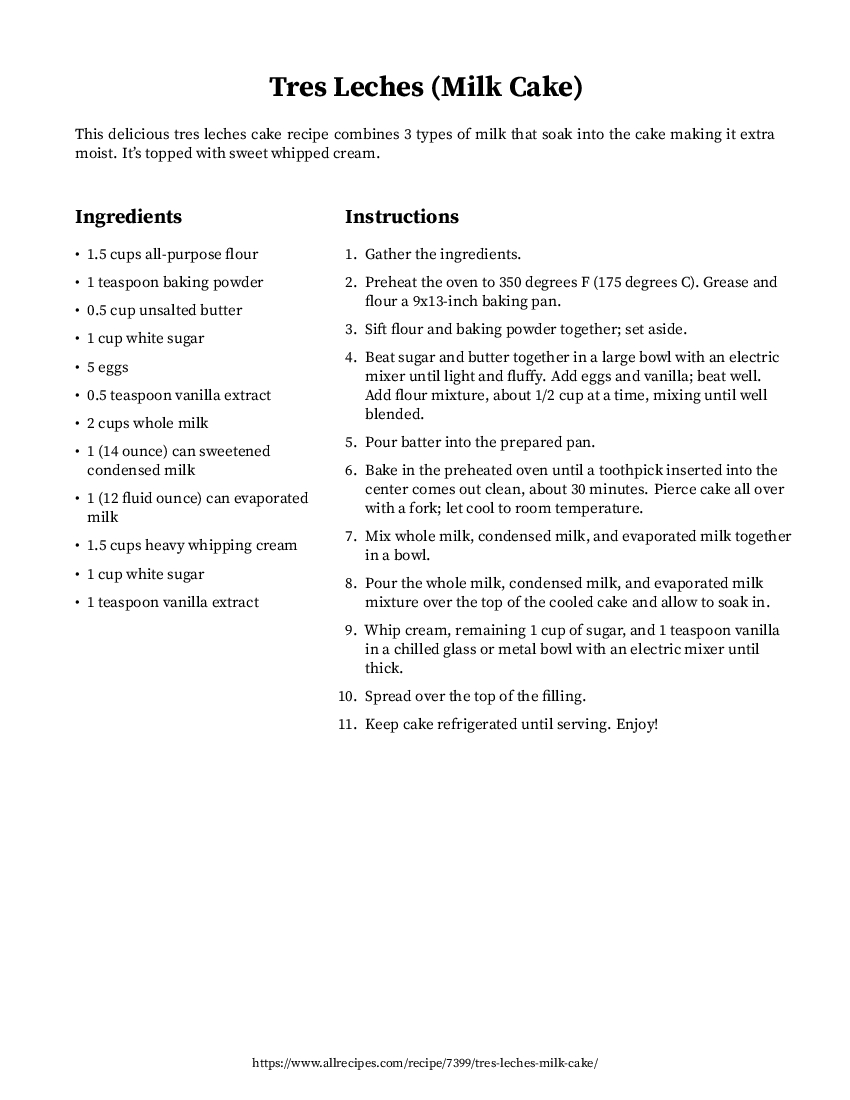 Tres Leches (Milk Cake)
This delicious tres leches cake recipe combines 3 types of milk that soak into the cake making it extra
moist. It’s topped with sweet whipped cream.
Ingredients
• 1.5 cups all-purpose flour
• 1 teaspoon baking powder
• 0.5 cup unsalted butter
• 1 cup white sugar
• 5 eggs
• 0.5 teaspoon vanilla extract
• 2 cups whole milk
• 1 (14 ounce) can sweetened
condensed milk
• 1 (12 fluid ounce) can evaporated
milk
• 1.5 cups heavy whipping cream
• 1 cup white sugar
• 1 teaspoon vanilla extract
Instructions
1. Gather the ingredients.
2. Preheat the oven to 350 degrees F (175 degrees C). Grease and
flour a 9x13-inch baking pan.
3. Sift flour and baking powder together; set aside.
4. Beat sugar and butter together in a large bowl with an electric
mixer until light and fluffy. Add eggs and vanilla; beat well.
Add flour mixture, about 1/2 cup at a time, mixing until well
blended.
5. Pour batter into the prepared pan.
6. Bake in the preheated oven until a toothpick inserted into the
center comes out clean, about 30 minutes. Pierce cake all over
with a fork; let cool to room temperature.
7. Mix whole milk, condensed milk, and evaporated milk together
in a bowl.
8. Pour the whole milk, condensed milk, and evaporated milk
mixture over the top of the cooled cake and allow to soak in.
9. Whip cream, remaining 1 cup of sugar, and 1 teaspoon vanilla
in a chilled glass or metal bowl with an electric mixer until
thick.
10. Spread over the top of the filling.
11. Keep cake refrigerated until serving. Enjoy!
https://www.allrecipes.com/recipe/7399/tres-leches-milk-cake/